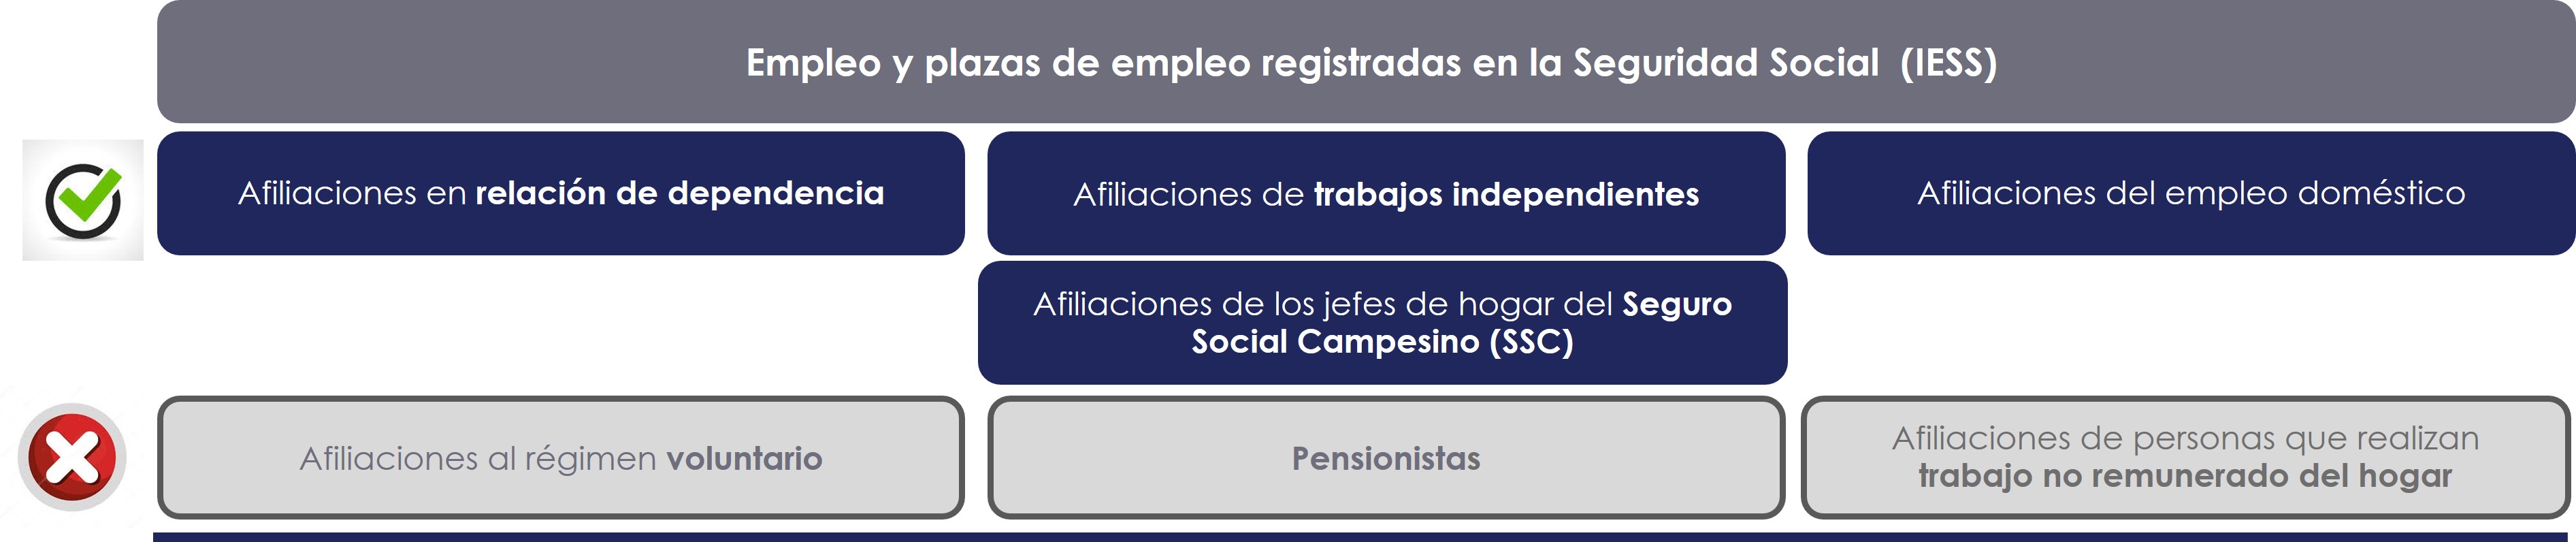 Empleo y plazas de empleo registradas en la Seguridad Social (IESS)
Afiliaciones en relación de dependencia
Afiliaciones de trabajos independientes
Afiliaciones del empleo doméstico
Afiliaciones de los jefes de hogar del Seguro
Social Campesino (SSC)
Afiliaciones al régimen voluntario
Pensionistas
Afiliaciones de personas que realizan
trabajo no remunerado del hogar